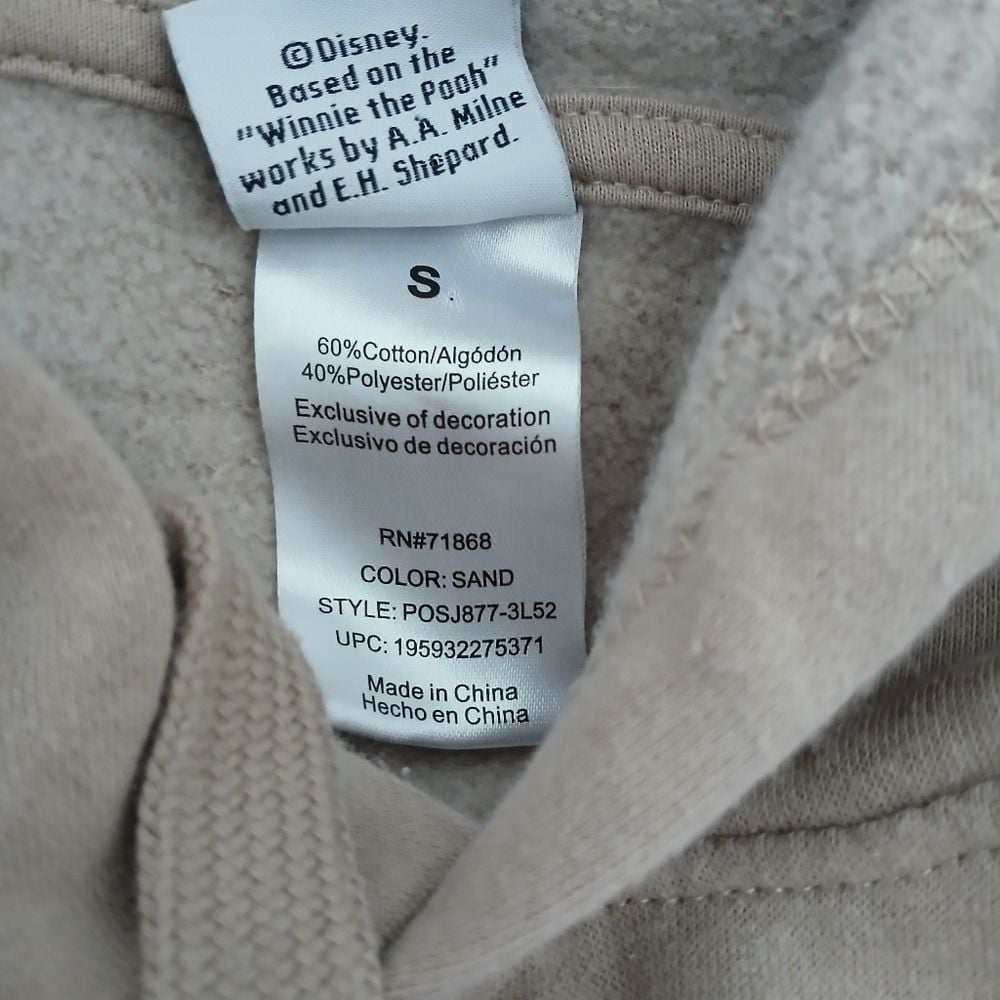 ©Disney.
Based on the
"Winnie the Pooh"
works by A.A. Milne
and E.H. Shepard.
S
60%Cotton/Algódón
40%Polyester/Poliéster
Exclusive of decoration
Exclusivo de decoración
RN#71868
COLOR: SAND
STYLE: POSJ877-3L52
UPC: 195932275371
Made in China
Hecho en China